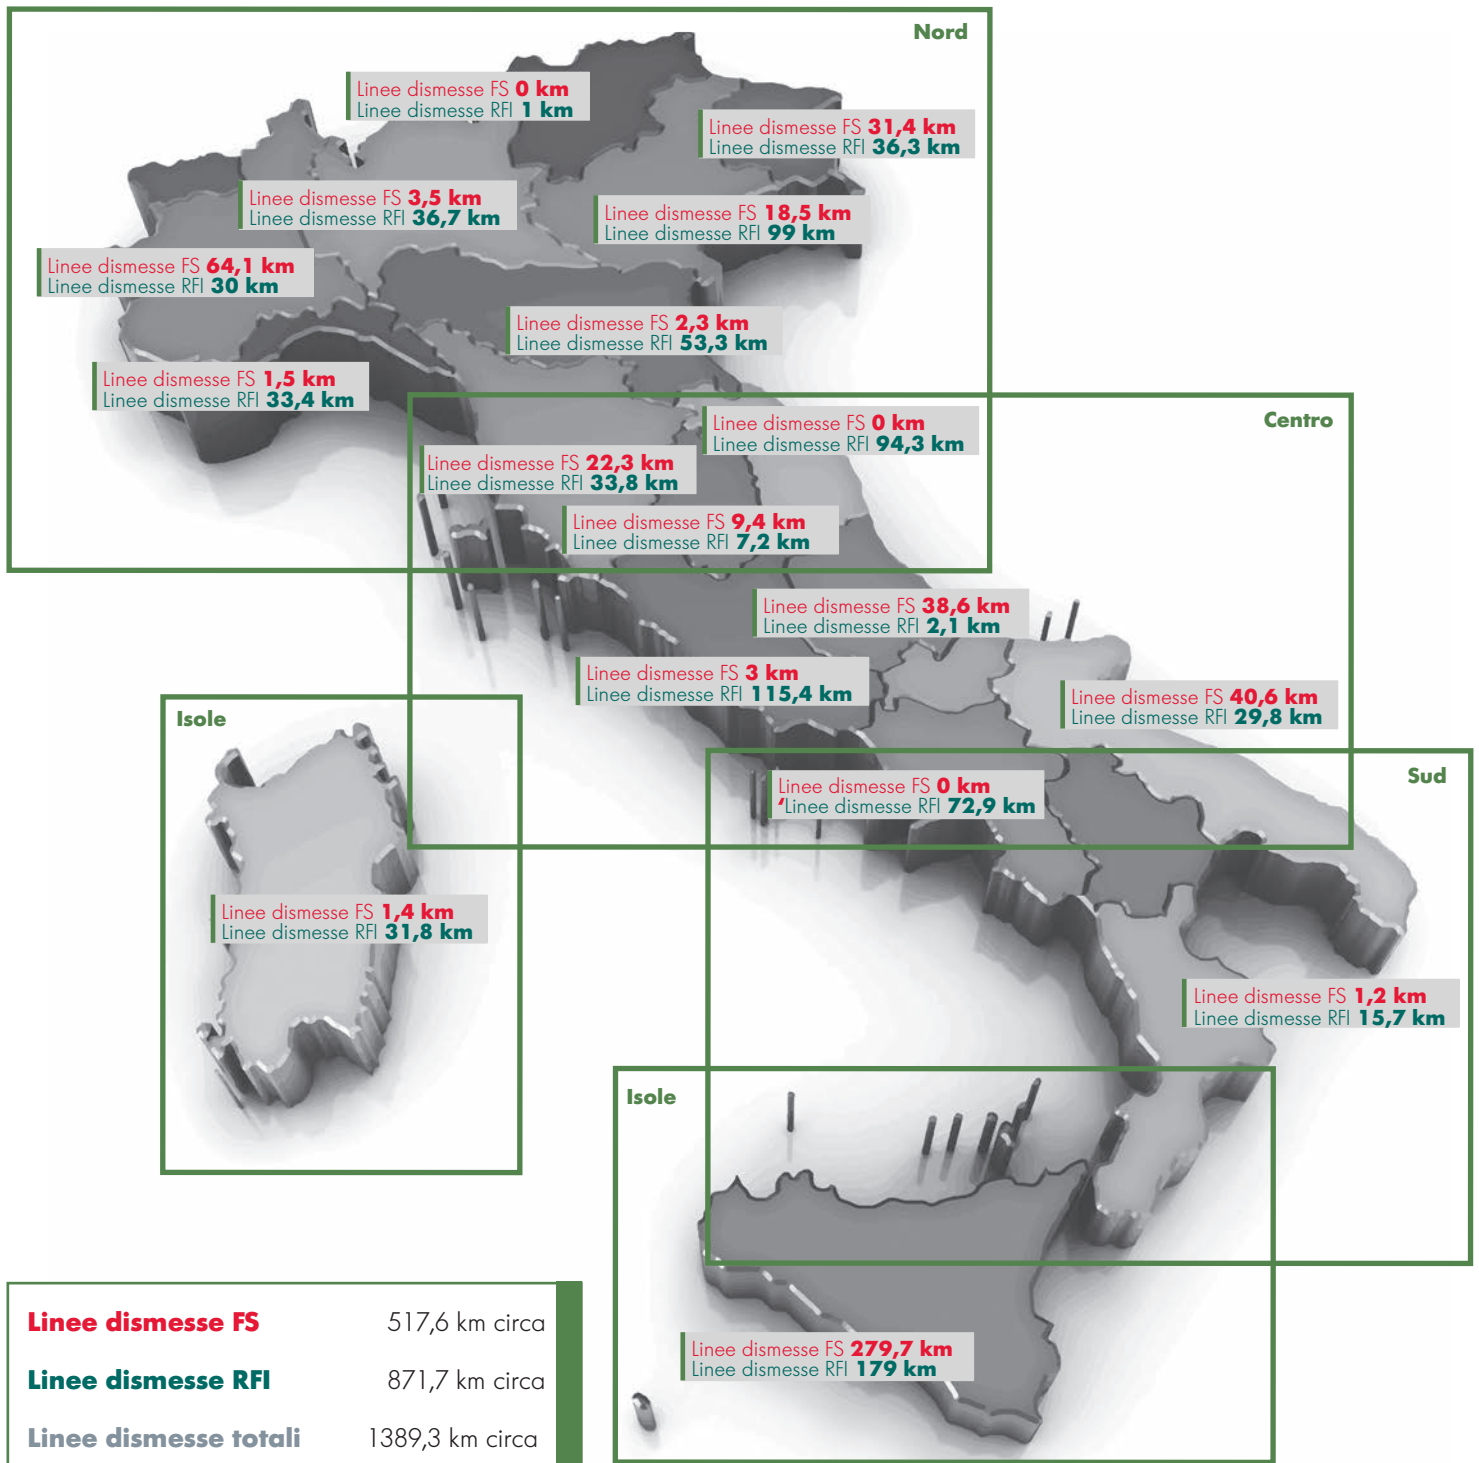 Nord
Linee dismesse FS 0 km
Linee dismesse RFI 1 km
Linee dismesse FS 31,4 km
Linee dismesse RFI 36,3 km
Linee dismesse FS 3,5 km
Linee dismesse RFI 36,7 km
Linee dismesse FS 18,5 km
Linee dismesse RFI 99 km
Linee dismesse FS 64,1 km
Linee dismesse RFI 30 km
Linee dismesse FS 2,3 km
Linee dismesse RFI 53,3 km
Linee dismesse FS 1,5 km
Linee dismesse RFI 33,4 km
Centro
Linee dismesse FS 0 km
Linee dismesse RFI 94,3 km
Linee dismesse FS 22,3 km
Linee dismesse RFI 33,8 km
Linee dismesse FS 9,4 km
Linee dismesse RFI 7,2 km
Linee dismesse FS 38,6 km
Linee dismesse RFI 2,1 km
Linee dismesse FS 3 km
Linee dismesse RFI 115,4 km
Linee dismesse FS 40,6 km
Linee dismesse RFI 29,8 km
Isole
Sud
Linee dismesse FS 0 km
'Linee dismesse RFI 72,9 km
Linee dismesse FS 1,4 km
Linee dismesse RFI 31,8 km
Linee dismesse FS 1,2 km
Linee dismesse RFI 15,7 km
Isole
Linee dismesse FS 279,7 km
Linee dismesse RFI 179 km
Linee dismesse FS 517,6 km circa
Linee dismesse RFI 871,7 km circa
Linee dismesse totali 1389,3 km circa